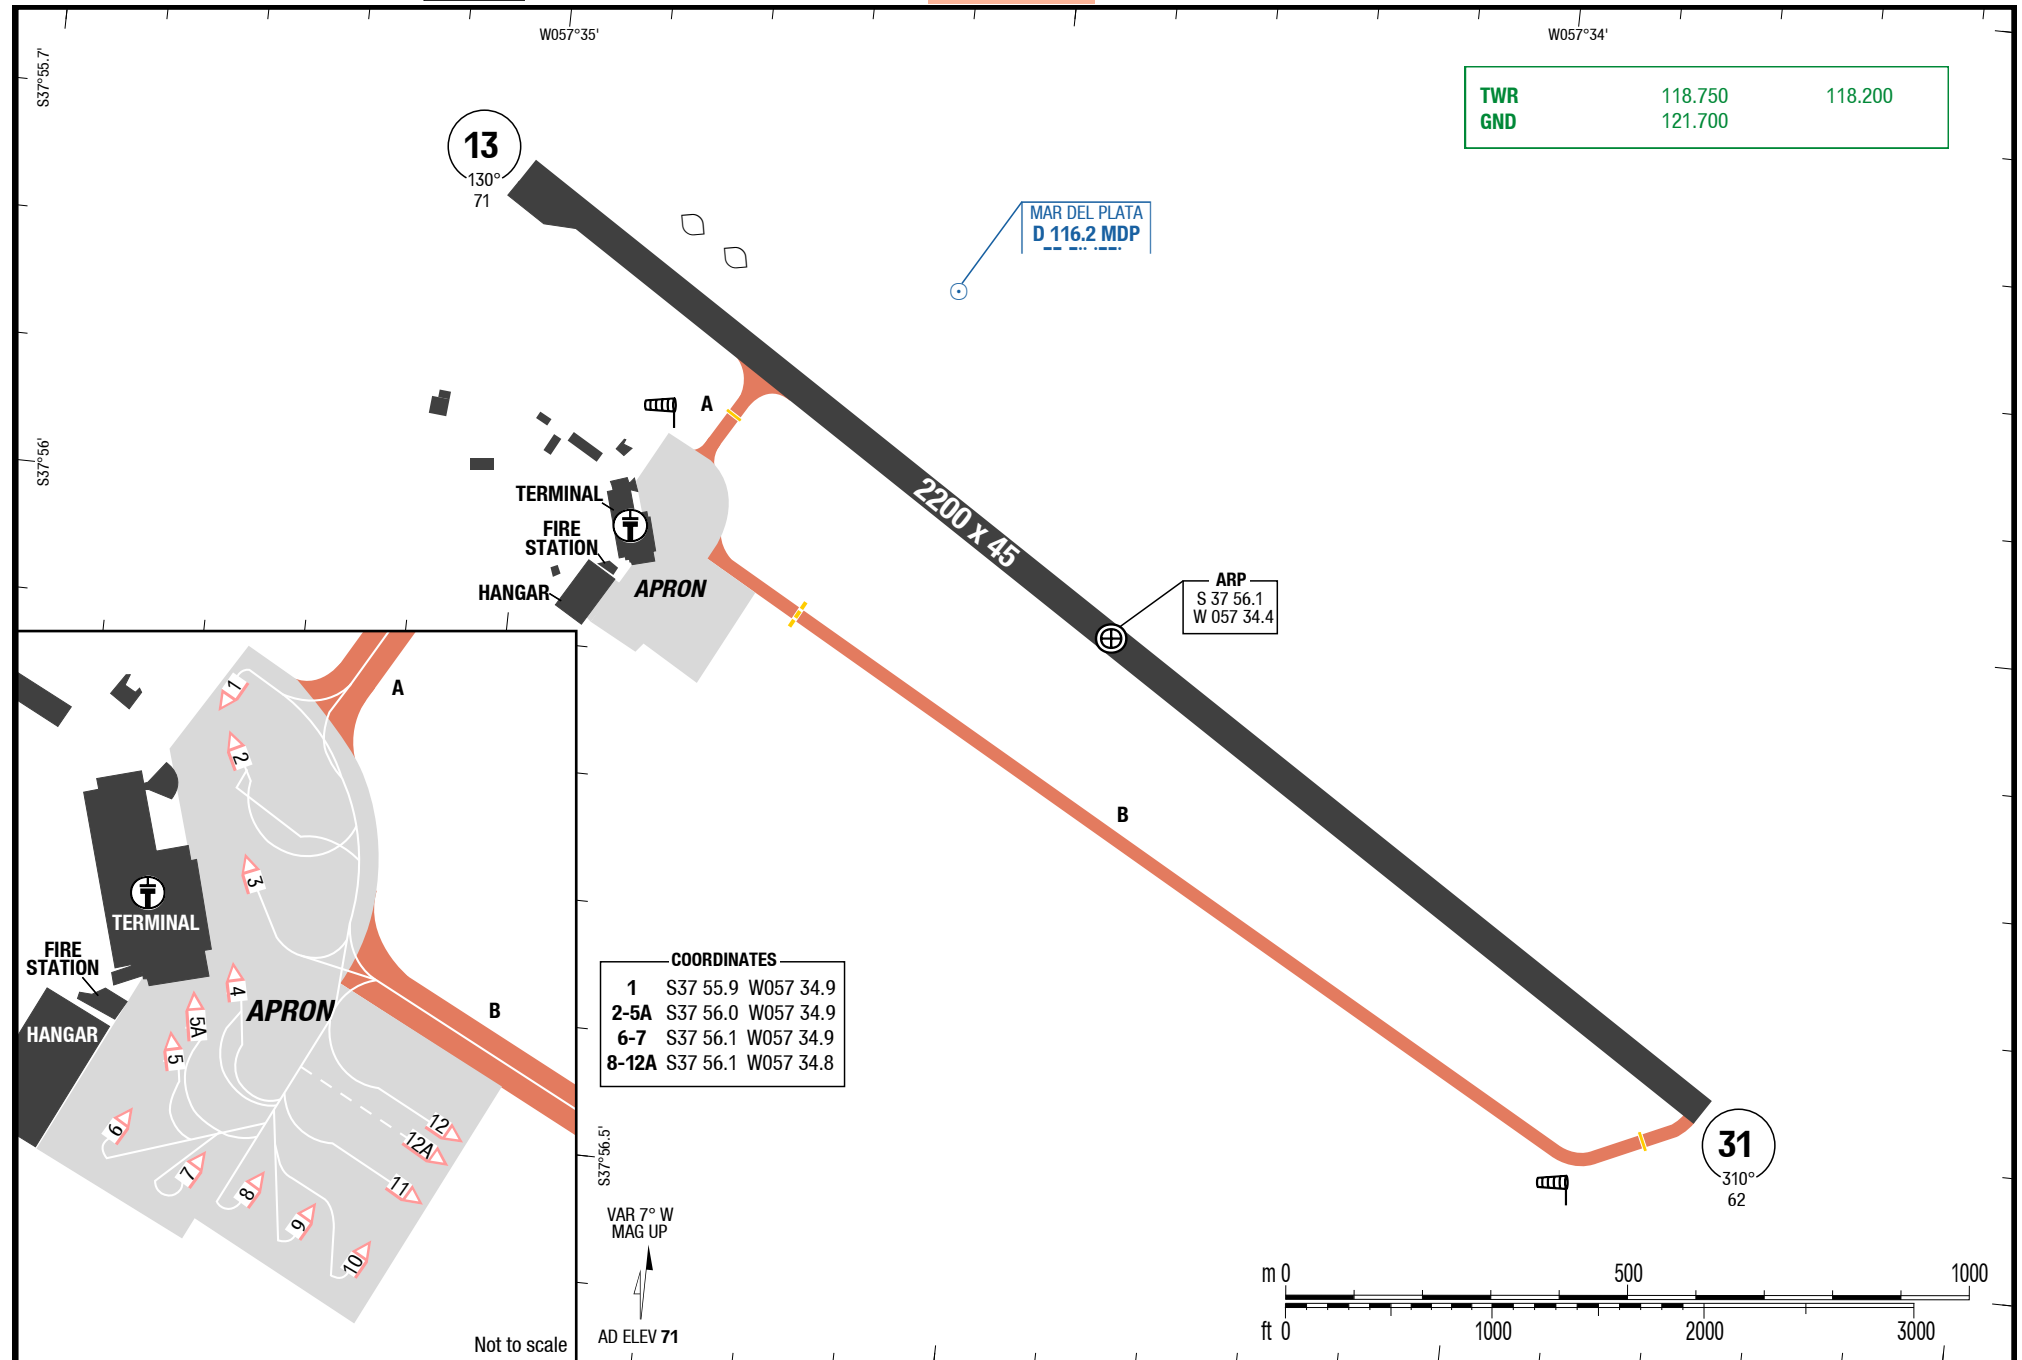 W057°35'
W057°34'
S37°55.7'
TWR 118.750 118.200
GND 121.700
13
130°
71
MAR DEL PLATA
D 116.2 MDP
A
S37°56'
TERMINAL
FIRE
STATION
HANGAR
APRON
2200 x 45
ARP
S 37 56.1
W 057 34.4
B
1
A
2
3
TERMINAL
FIRE
STATION
4
5A
APRON
B
HANGAR
5
6
7
8
9
10
11
12
12A
Not to scale
COORDINATES
1 S37 55.9 W057 34.9
2-5A S37 56.0 W057 34.9
6-7 S37 56.1 W057 34.9
8-12A S37 56.1 W057 34.8
S37°56.5'
31
310°
62
VAR 7° W
MAG UP
AD ELEV 71
m 0 500 1000
ft 0 1000 2000 3000